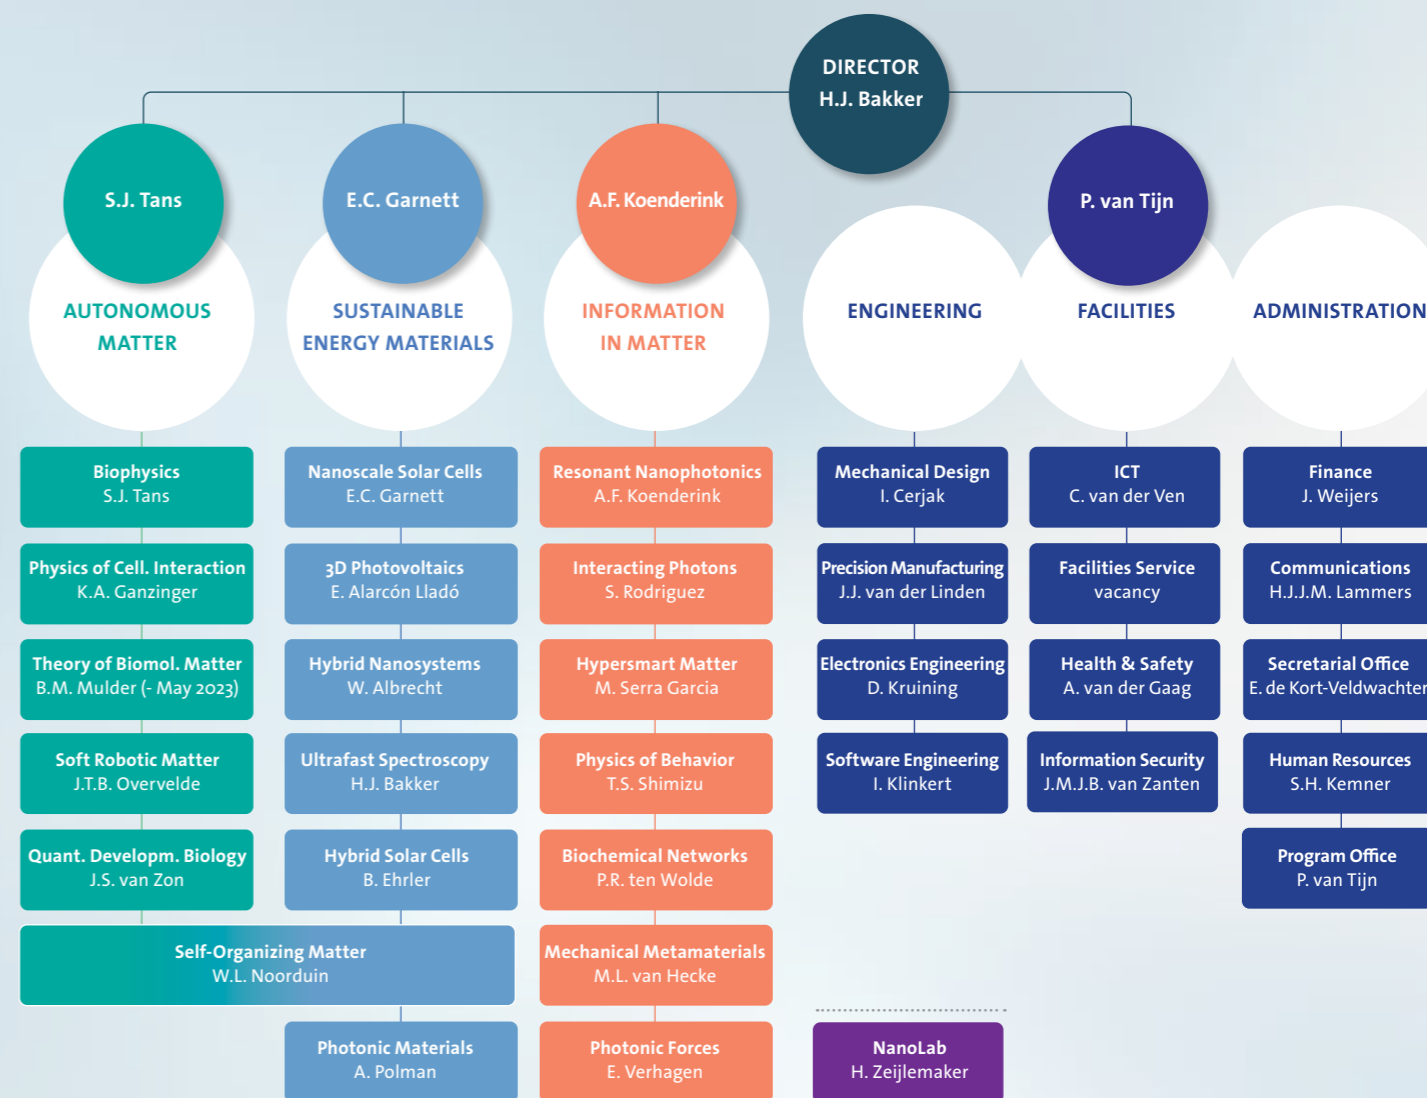 DIRECTOR
H.J. Bakker
S.J. Tans
E.C. Garnett
A.F. Koenderink
P. van Tijn
AUTONOMOUS
MATTER
SUSTAINABLE
ENERGY MATERIALS
INFORMATION
IN MATTER
ENGINEERING
FACILITIES
ADMINISTRATION
Biophysics
S.J. Tans
Physics of Cell. Interaction
K.A. Ganzinger
Theory of Biomol. Matter
B.M. Mulder (- May 2023)
Soft Robotic Matter
J.T.B. Overvelde
Quant. Developm. Biology
J.S. van Zon
Self-Organizing Matter
W.L. Noorduin
Nanoscale Solar Cells
E.C. Garnett
3D Photovoltaics
E. Alarcón Lladó
Hybrid Nanosystems
W. Albrecht
Ultrafast Spectroscopy
H.J. Bakker
Hybrid Solar Cells
B. Ehrler
Photonic Materials
A. Polman
Resonant Nanophotonics
A.F. Koenderink
Interacting Photons
S. Rodriguez
Hypersmart Matter
M. Serra Garcia
Physics of Behavior
T.S. Shimizu
Biochemical Networks
P.R. ten Wolde
Mechanical Metamaterials
M.L. van Hecke
Photonic Forces
E. Verhagen
Mechanical Design
I. Cerjak
Precision Manufacturing
J.J. van der Linden
Electronics Engineering
D. Kruining
Software Engineering
I. Klinkert
NanoLab
H. Zeijlemaker
ICT
C. van der Ven
Facilities Service
vacancy
Health & Safety
A. van der Gaag
Information Security
J.M.J.B. van Zanten
Finance
J. Weijers
Communications
H.J.J.M. Lammers
Secretarial Office
E. de Kort-Veldwachter
Human Resources
S.H. Kemner
Program Office
P. van Tijn